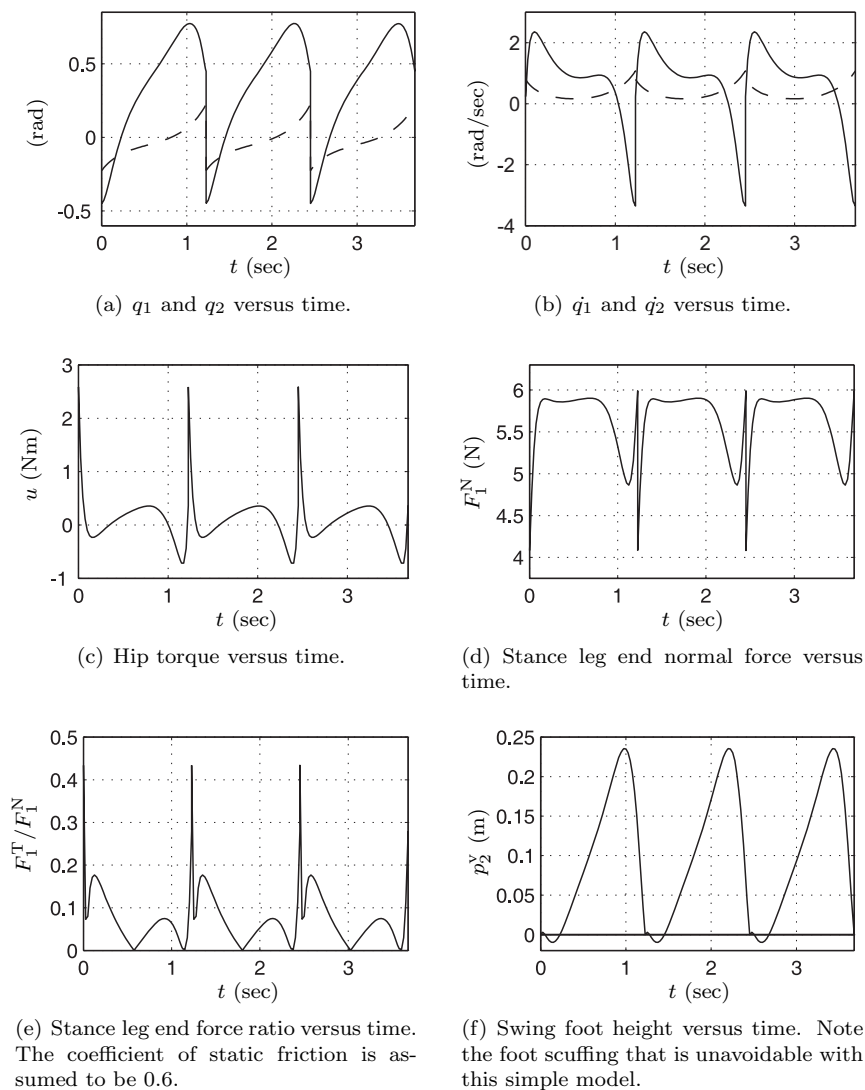 0.5
0
-0.5
(rad)
0 1 2 3
t (sec)
(a) q₁ and q₂ versus time.
2
0
-2
-4
(rad/sec)
0 1 2 3
t (sec)
(b) q̇₁ and q̇₂ versus time.
3
2
1
0
-1
u (Nm)
0 1 2 3
t (sec)
(c) Hip torque versus time.
6
5.5
5
4.5
4
F₁ᴺ (N)
0 1 2 3
t (sec)
(d) Stance leg end normal force versus
time.
0.5
0.4
0.3
0.2
0.1
0
F₁ᵀ/F₁ᴺ
0 1 2 3
t (sec)
(e) Stance leg end force ratio versus time.
The coefficient of static friction is as-
sumed to be 0.6.
0.25
0.2
0.15
0.1
0.05
0
p₂ᵛ (m)
0 1 2 3
t (sec)
(f) Swing foot height versus time. Note
the foot scuffing that is unavoidable with
this simple model.